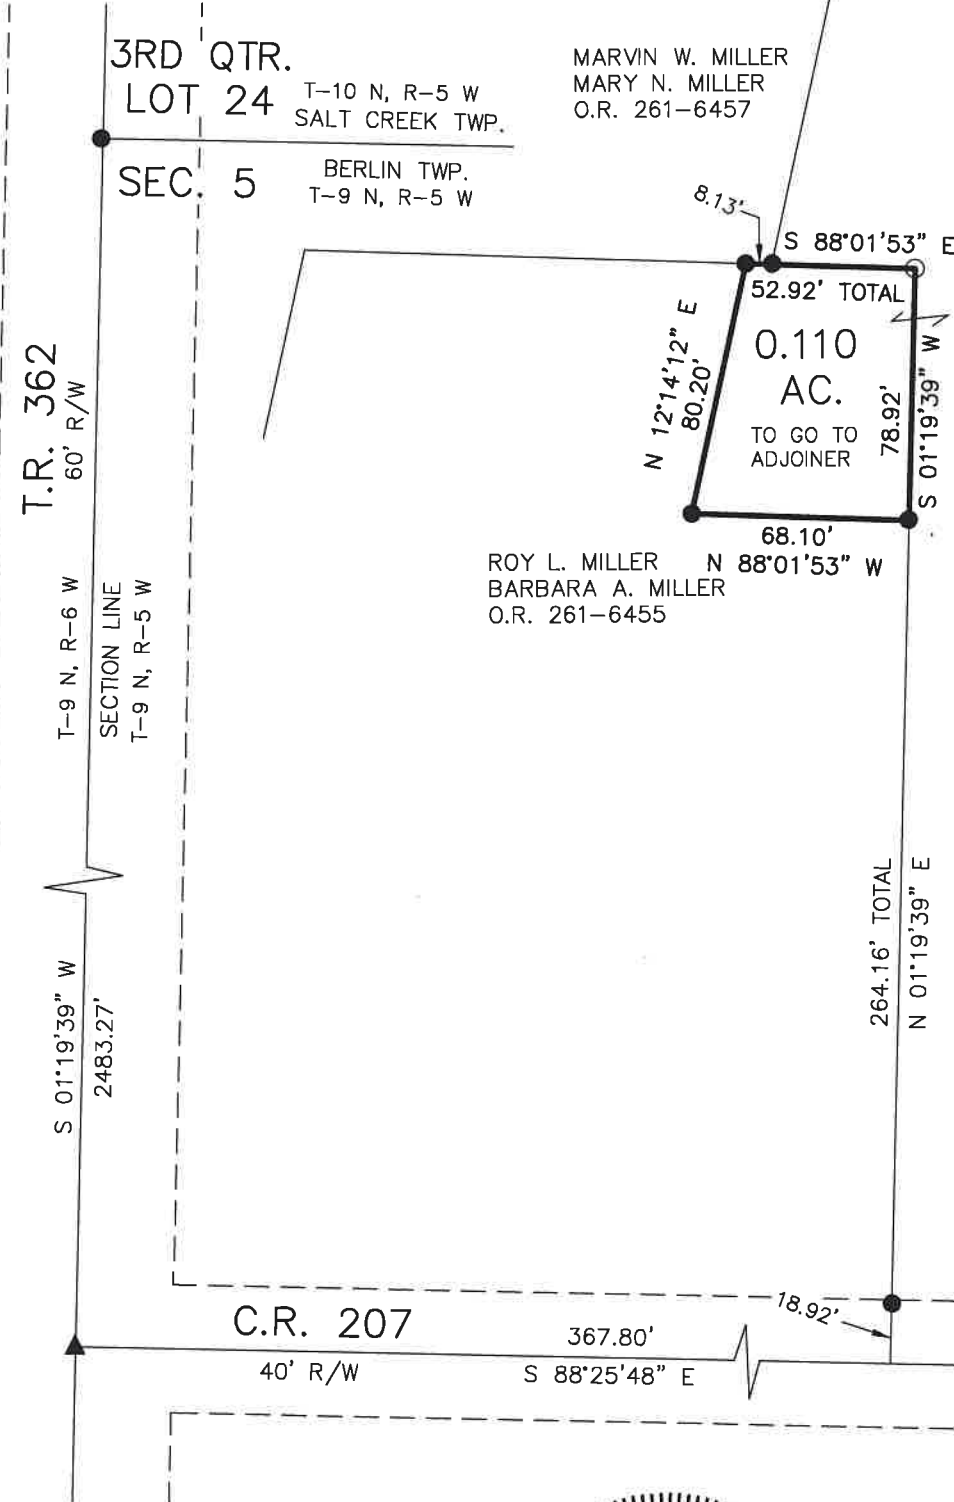 3RD QTR.
LOT 24
T-10 N, R-5 W
SALT CREEK TWP.
SEC. 5
BERLIN TWP.
T-9 N, R-5 W
MARVIN W. MILLER
MARY N. MILLER
O.R. 261-6457
8.13'
S 88°01'53" E
52.92' TOTAL
N 12°14'12" E
80.20'
0.110
AC.
TO GO TO
ADJOINER
78.92'
S 01°19'39" W
68.10'
N 88°01'53" W
ROY L. MILLER
BARBARA A. MILLER
O.R. 261-6455
T.R. 362
60' R/W
T-9 N, R-6 W
SECTION LINE
T-9 N, R-5 W
S 01°19'39" W
2483.27'
264.16' TOTAL
N 01°19'39" E
18.92'
C.R. 207
367.80'
40' R/W
S 88°25'48" E